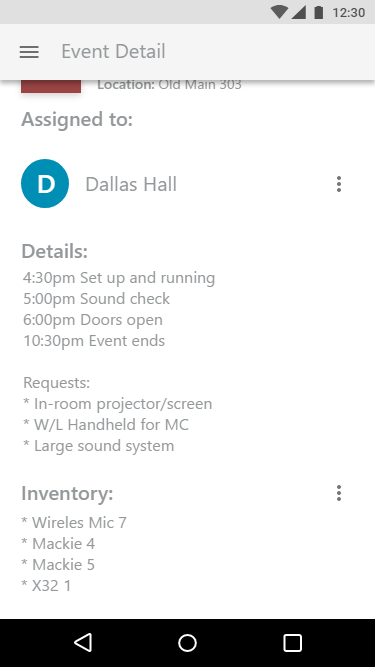 12:30
Event Detail
Location: Old Main 303
Assigned to:
D
Dallas Hall
Details:
4:30pm Set up and running
5:00pm Sound check
6:00pm Doors open
10:30pm Event ends
Requests:
* In-room projector/screen
* W/L Handheld for MC
* Large sound system
Inventory:
* Wireles Mic 7
* Mackie 4
* Mackie 5
* X32 1